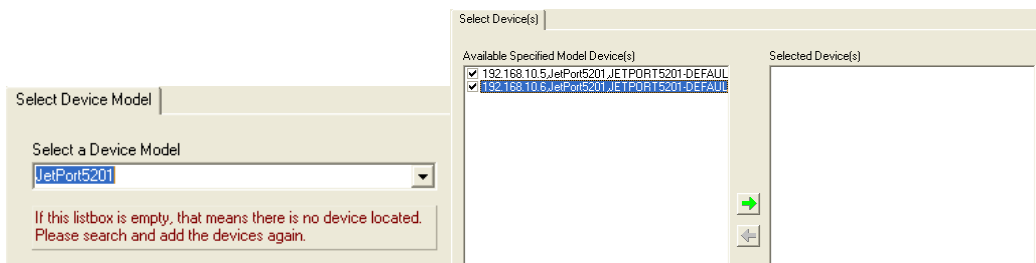 Select Device Model
Select a Device Model
JetPort5201
If this listbox is empty, that means there is no device located.
Please search and add the devices again.
Select Device(s)
Available Specified Model Device(s)
192.168.10.5,JetPort5201,JETPORT5201-DEFAUL
192.168.10.6,JetPort5201,JETPORT5201-DEFAUL
Selected Device(s)